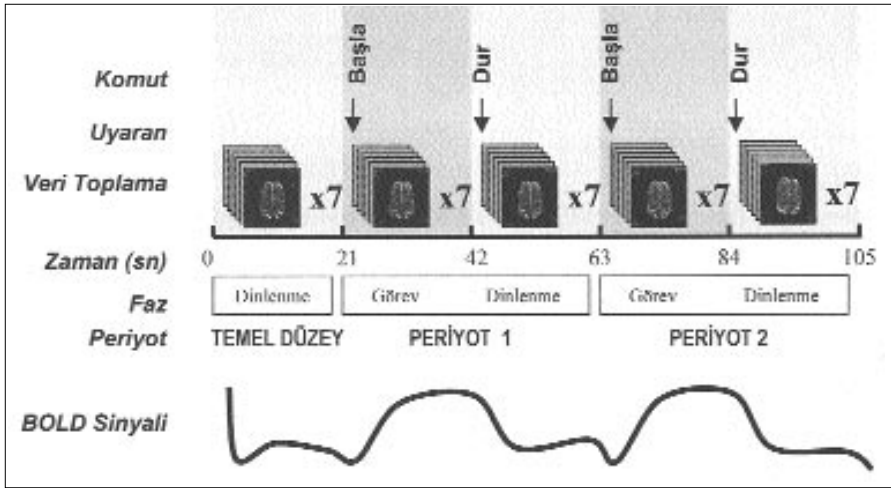 Komut
Başla
Dur
Başla
Dur
Uyaran
Veri Toplama
x7 x7 x7 x7 x7
Zaman (sn)
0 21 42 63 84 105
Faz
Dinlenme Görev Dinlenme Görev Dinlenme
Periyot
TEMEL DÜZEY PERİYOT 1 PERİYOT 2
BOLD Sinyali